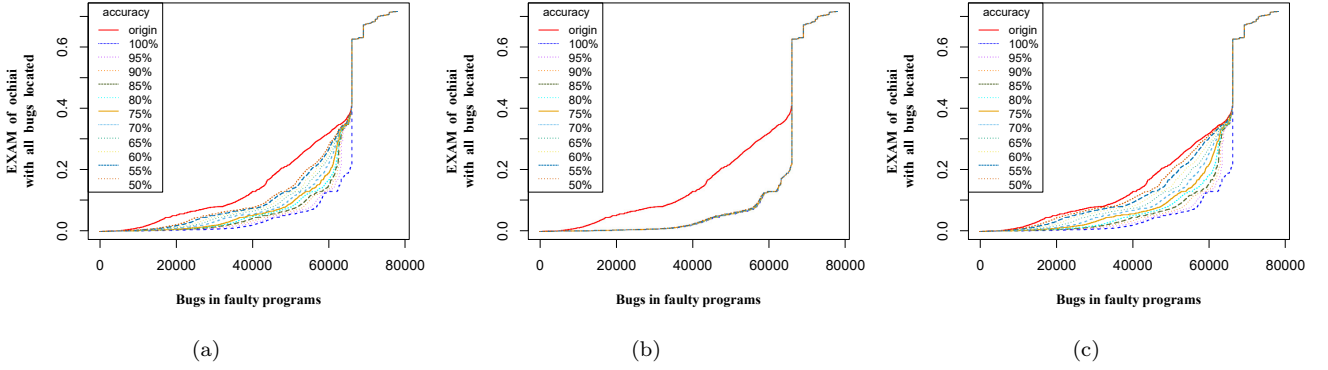 accuracy
origin
100%
95%
90%
85%
80%
75%
70%
65%
60%
55%
50%
EXAM of ochiai
with all bugs located
0.0 0.2 0.4 0.6
0 20000 40000 60000 80000
Bugs in faulty programs
(a)
accuracy
origin
100%
95%
90%
85%
80%
75%
70%
65%
60%
55%
50%
EXAM of ochiai
with all bugs located
0.0 0.2 0.4 0.6
0 20000 40000 60000 80000
Bugs in faulty programs
(b)
accuracy
origin
100%
95%
90%
85%
80%
75%
70%
65%
60%
55%
50%
EXAM of ochiai
with all bugs located
0.0 0.2 0.4 0.6
0 20000 40000 60000 80000
Bugs in faulty programs
(c)